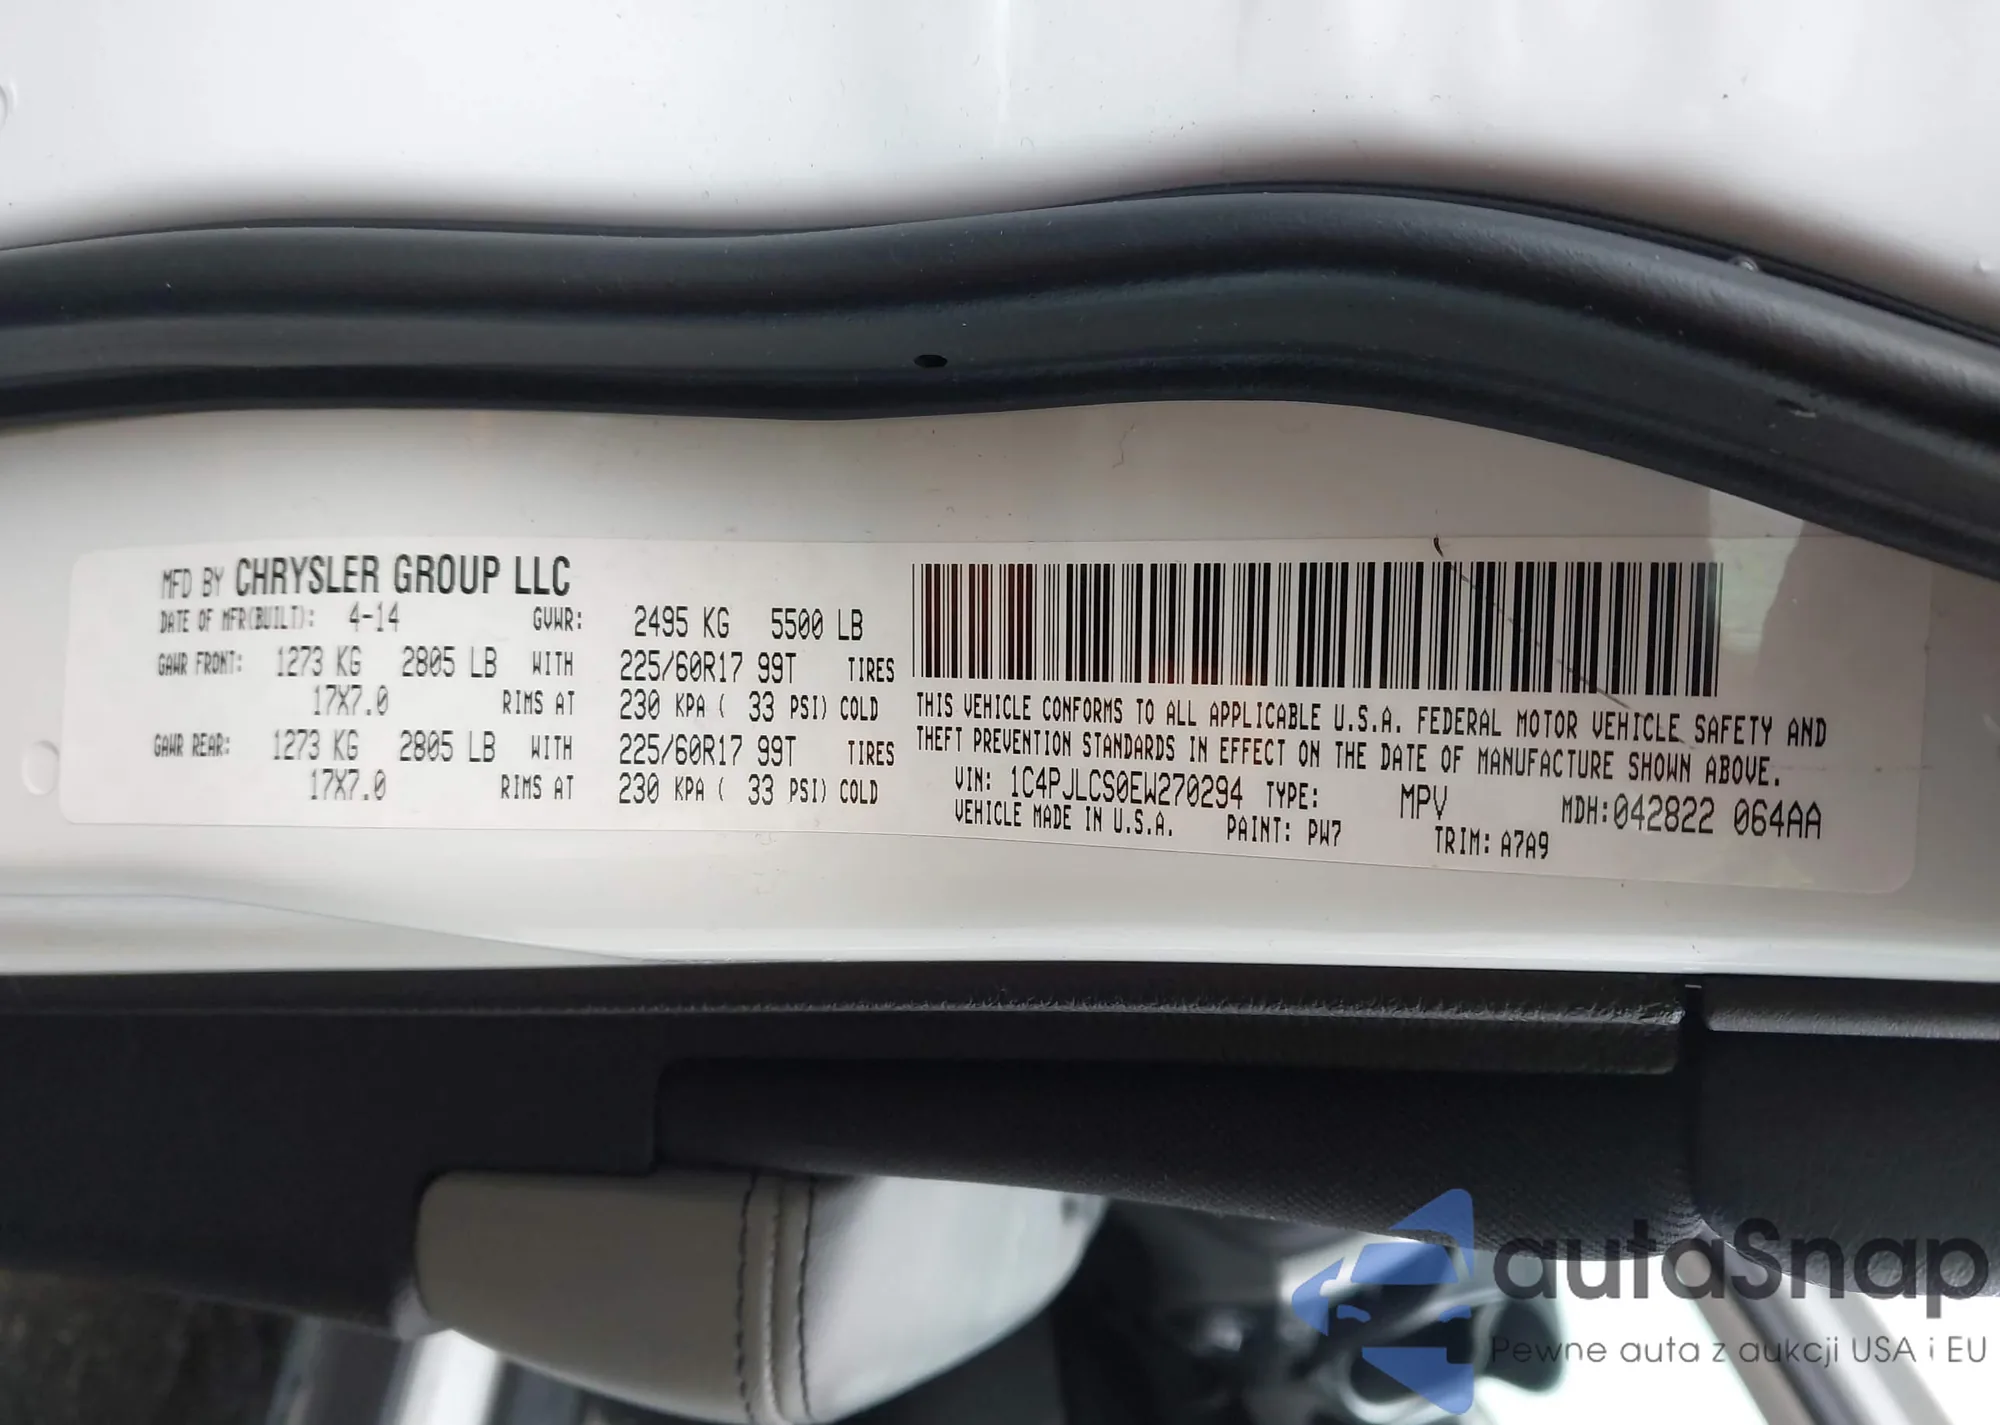 MFD BY CHRYSLER GROUP LLC
DATE OF MFR(BUILT): 4-14 GVWR: 2495 KG 5500 LB
GAWR FRONT: 1273 KG 2805 LB WITH 225/60R17 99T TIRES
17X7.0 RIMS AT 230 KPA ( 33 PSI) COLD
GAWR REAR: 1273 KG 2805 LB WITH 225/60R17 99T TIRES
17X7.0 RIMS AT 230 KPA ( 33 PSI) COLD
THIS VEHICLE CONFORMS TO ALL APPLICABLE U.S.A. FEDERAL MOTOR VEHICLE SAFETY AND
THEFT PREVENTION STANDARDS IN EFFECT ON THE DATE OF MANUFACTURE SHOWN ABOVE.
VIN: 1C4PJLCS0EW270294 TYPE: MPV MDH:042822 064AA
VEHICLE MADE IN U.S.A. PAINT: PW7 TRIM: A7A9
autaSnap
Pewne auta z aukcji USA i EU